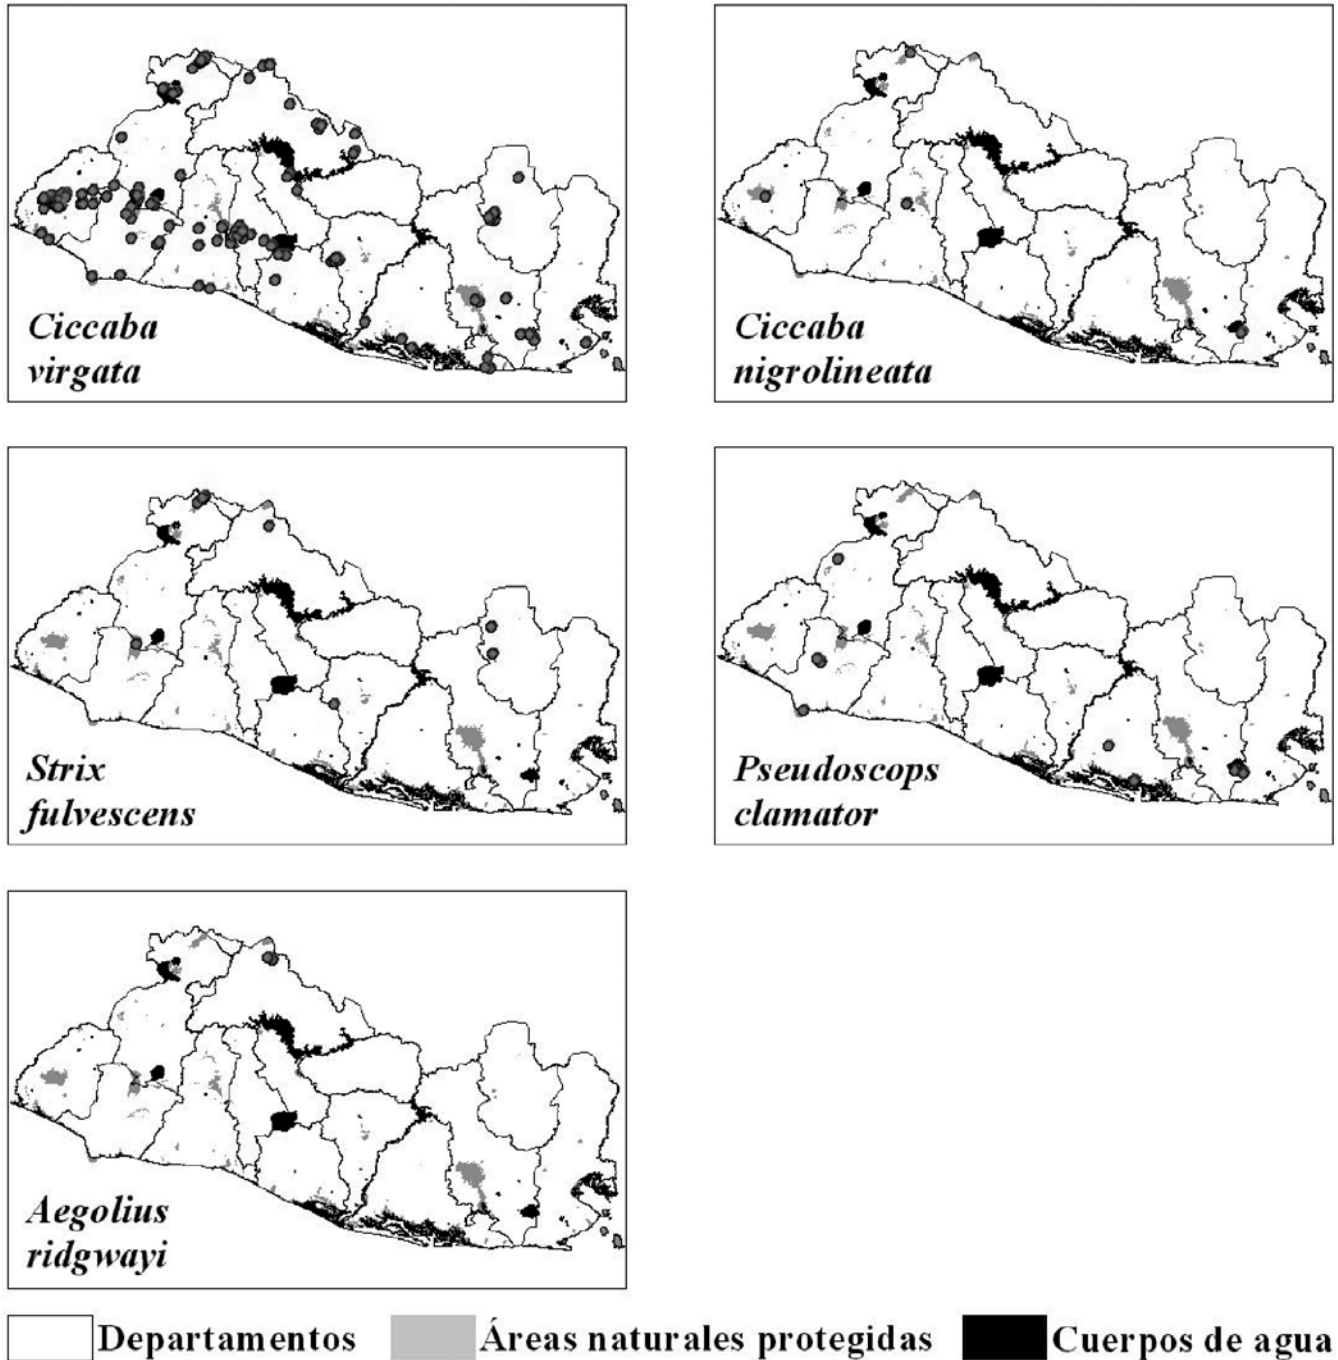 Ciccaba
virgata
Ciccaba
nigrolineata
Strix
fulvescens
Pseudoscops
clamator
Aegolius
ridgwayi
Departamentos
Áreas naturales protegidas
Cuerpos de agua